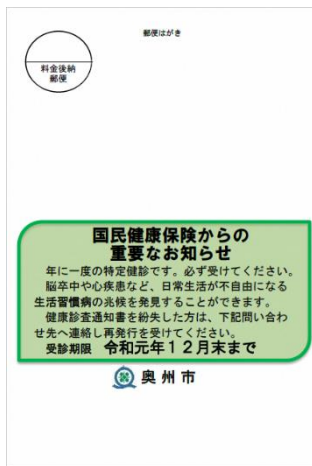 郵便はがき
料金後納
郵便
国民健康保険からの
重要なお知らせ
年に一度の特定健診です。必ず受けてください。
脳卒中や心疾患など、日常生活が不自由になる
生活習慣病の兆候を発見することができます。
健康診査通知書を紛失した方は、下記問い合わ
せ先へ連絡し再発行を受けてください。
受診期限 令和元年12月末まで
奥州市